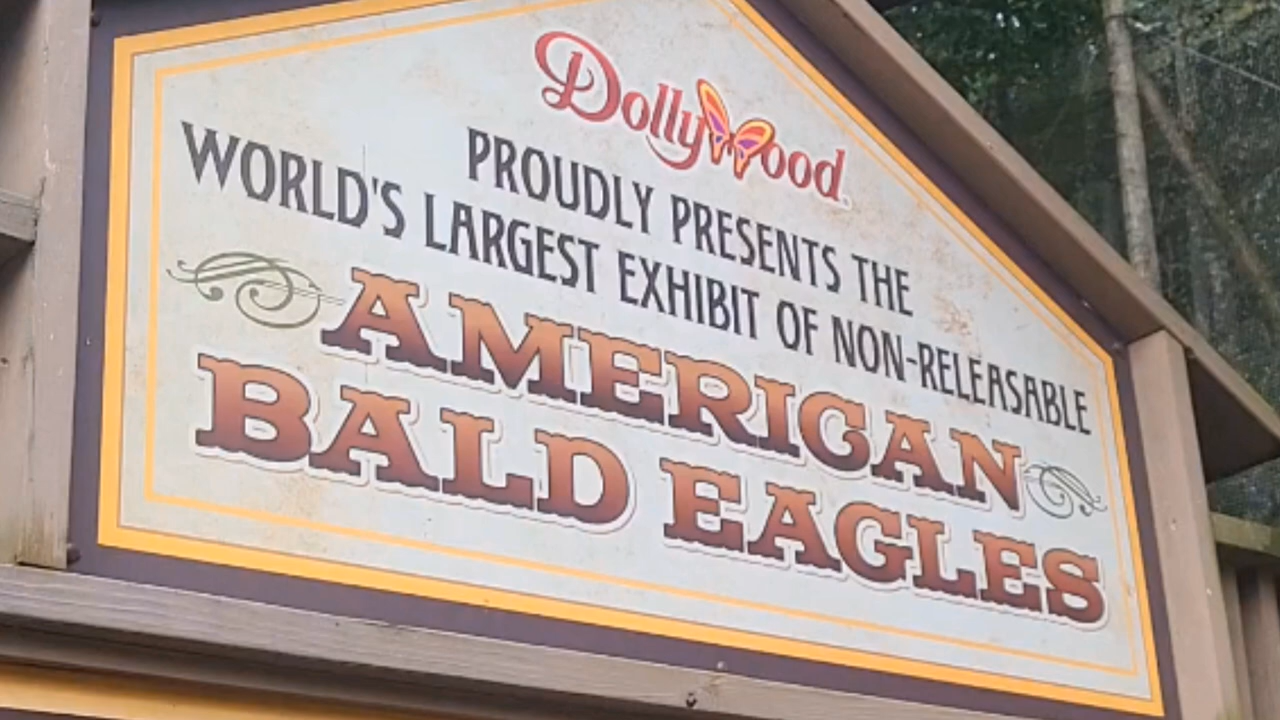 Dollywood
PROUDLY PRESENTS THE
WORLD'S LARGEST EXHIBIT OF NON-RELEASABLE
AMERICAN
BALD EAGLES